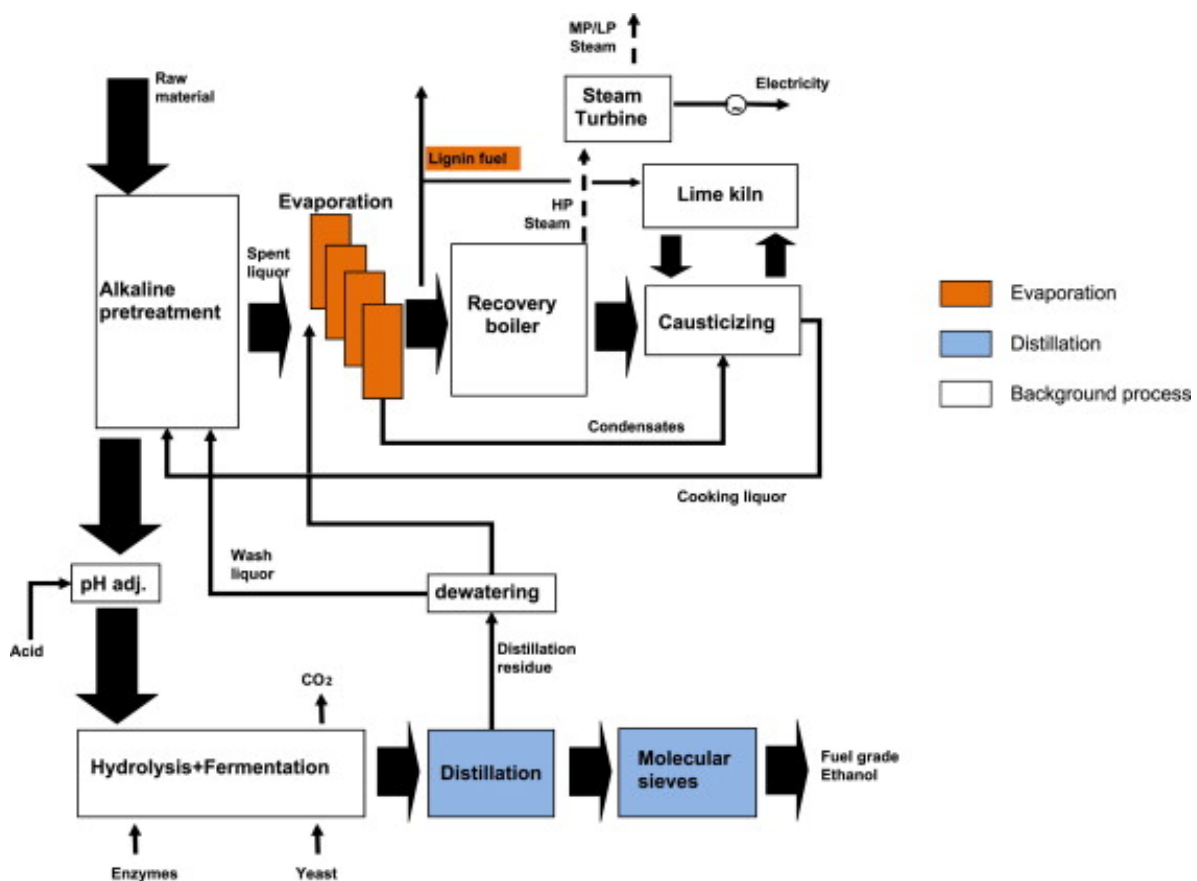 MP/LP
Steam
Raw
material
Steam
Turbine
Electricity
Lignin fuel
Evaporation
HP
Steam
Lime kiln
Spent
liquor
Alkaline
pretreatment
Recovery
boiler
Causticizing
Evaporation
Distillation
Background process
Condensates
Cooking liquor
Wash
liquor
pH adj.
dewatering
Acid
Distillation
residue
CO2
Hydrolysis+Fermentation
Distillation
Molecular
sieves
Fuel grade
Ethanol
Enzymes
Yeast